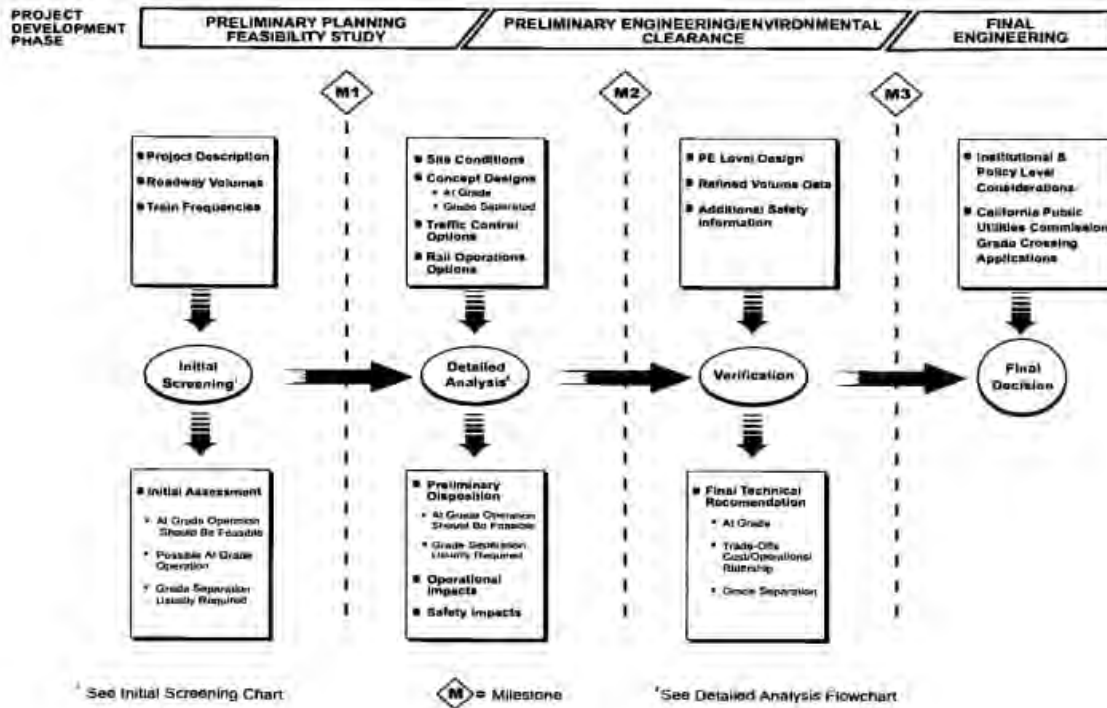 PROJECT
DEVELOPMENT
PHASE
PRELIMINARY PLANNING
FEASIBILITY STUDY
PRELIMINARY ENGINEERING/ENVIRONMENTAL
CLEARANCE
FINAL
ENGINEERING
M1
M2
M3
Project Description
Roadway Volumes
Train Frequencies
Site Conditions
Concept Designs
At Grade
Grade Separated
Traffic Control
Options
Rail Operations
Options
PE Level Design
Refined Volume Data
Additional Safety
Information
Institutional &
Policy Level
Considerations
California Public
Utilities Commission
Grade Crossing
Applications
Initial
Screening¹
Detailed
Analysis²
Verification
Final
Decision
Initial Assessment
At Grade Operation
Should Be Feasible
Possible At Grade
Operation
Grade Separation
Usually Required
Preliminary
Disposition
At Grade Operation
Should Be Feasible
Grade Separation
Usually Required
Operational
Impacts
Safety Impacts
Final Technical
Recomendation
At Grade
Trade-Offs
Cost/Operational/
Ridership
Grade Separation
¹ See Initial Screening Chart
M = Milestone
² See Detailed Analysis Flowchart